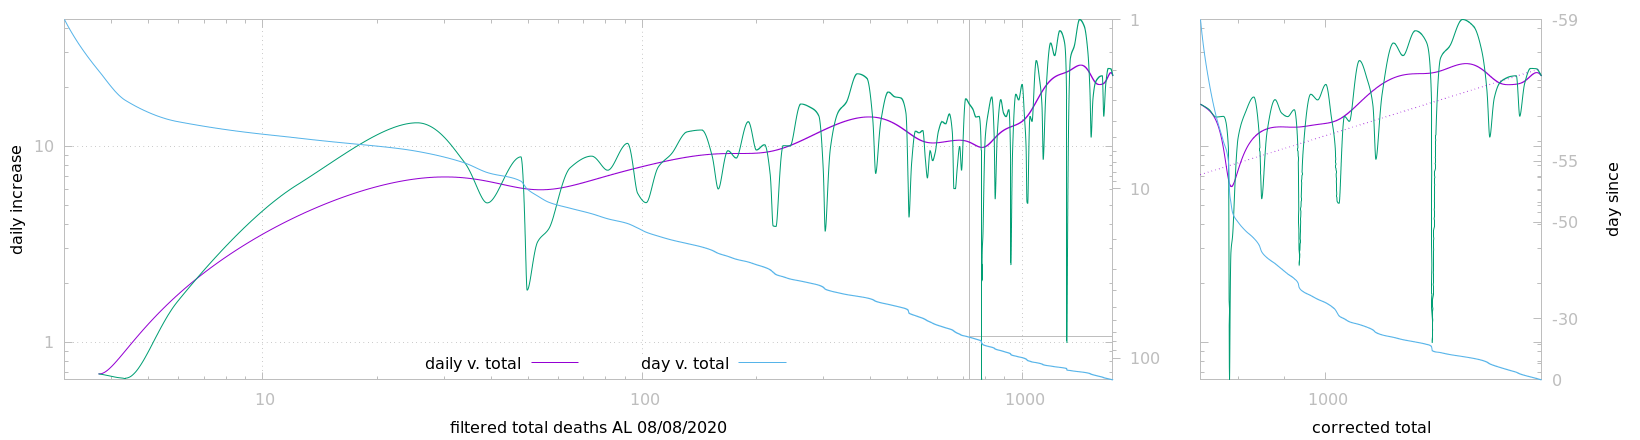 daily increase
10
1
daily v. total
day v. total
10
100
1000
filtered total deaths AL 08/08/2020
1
10
100
1000
corrected total
-59
-55
-50
-30
0
day since